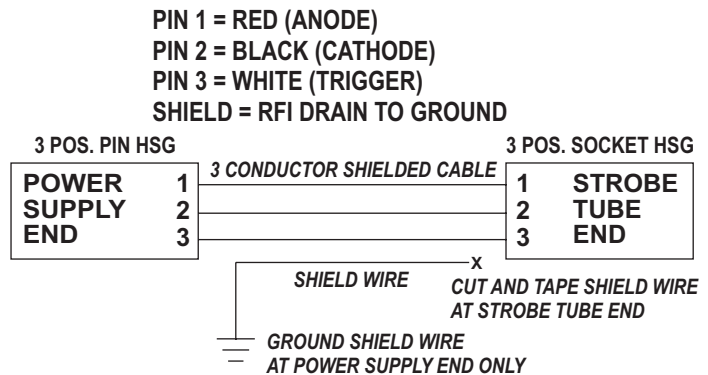 PIN 1 = RED (ANODE)
PIN 2 = BLACK (CATHODE)
PIN 3 = WHITE (TRIGGER)
SHIELD = RFI DRAIN TO GROUND
3 POS. PIN HSG
3 POS. SOCKET HSG
3 CONDUCTOR SHIELDED CABLE
POWER 1
SUPPLY 2
END 3
1 STROBE
2 TUBE
3 END
X
SHIELD WIRE
CUT AND TAPE SHIELD WIRE
AT STROBE TUBE END
GROUND SHIELD WIRE
AT POWER SUPPLY END ONLY